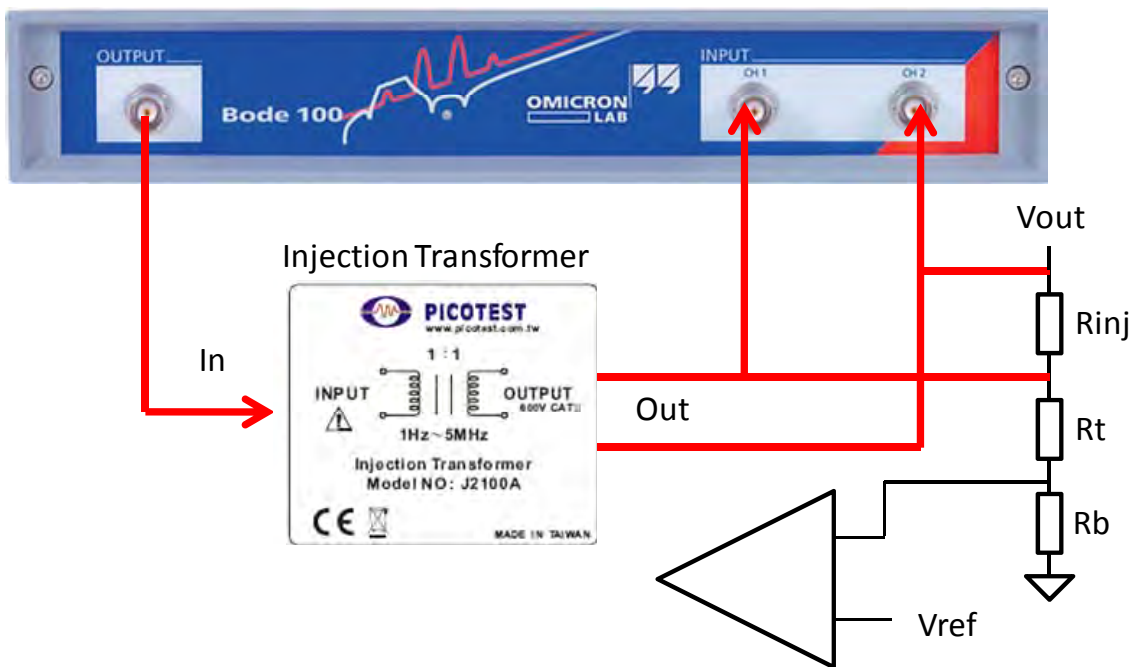 OUTPUT
INPUT
CH 1
CH 2
Bode 100
®
OMICRON
LAB
Vout
Injection Transformer
PICOTEST
www.picotest.com.tw
Rinj
In
1 : 1
INPUT
OUTPUT
600V CATII
Out
1Hz~5MHz
Rt
Injection Transformer
Model NO: J2100A
Rb
CE
MADE IN TAIWAN
Vref